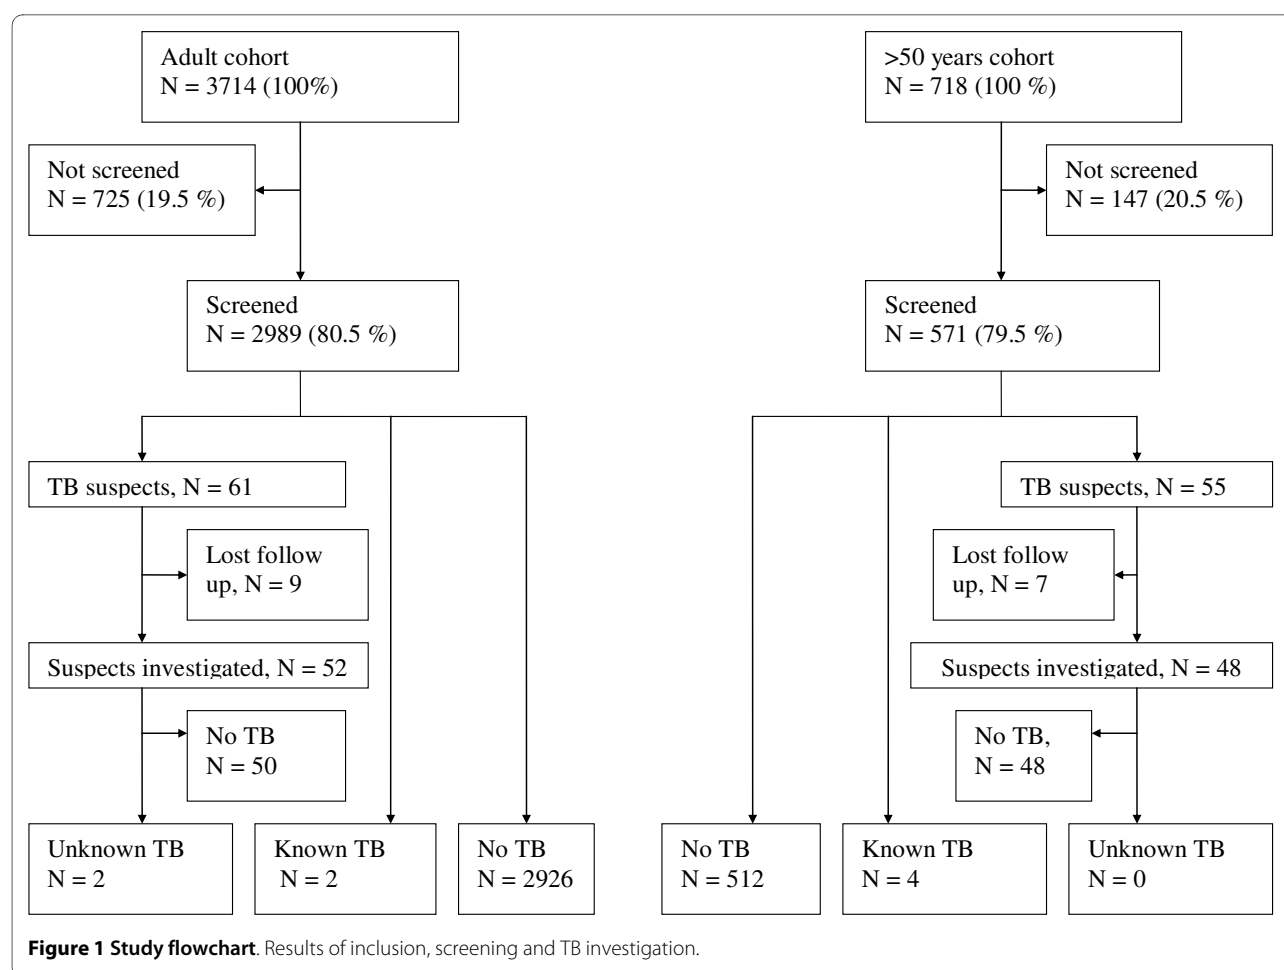 Adult cohort
N = 3714 (100%)
>50 years cohort
N = 718 (100 %)
Not screened
N = 725 (19.5 %)
Not screened
N = 147 (20.5 %)
Screened
N = 2989 (80.5 %)
Screened
N = 571 (79.5 %)
TB suspects, N = 61
TB suspects, N = 55
Lost follow
up, N = 9
Lost follow
up, N = 7
Suspects investigated, N = 52
Suspects investigated, N = 48
No TB
N = 50
No TB,
N = 48
Unknown TB
N = 2
Known TB
N = 2
No TB
N = 2926
No TB
N = 512
Known TB
N = 4
Unknown TB
N = 0
Figure 1 Study flowchart. Results of inclusion, screening and TB investigation.